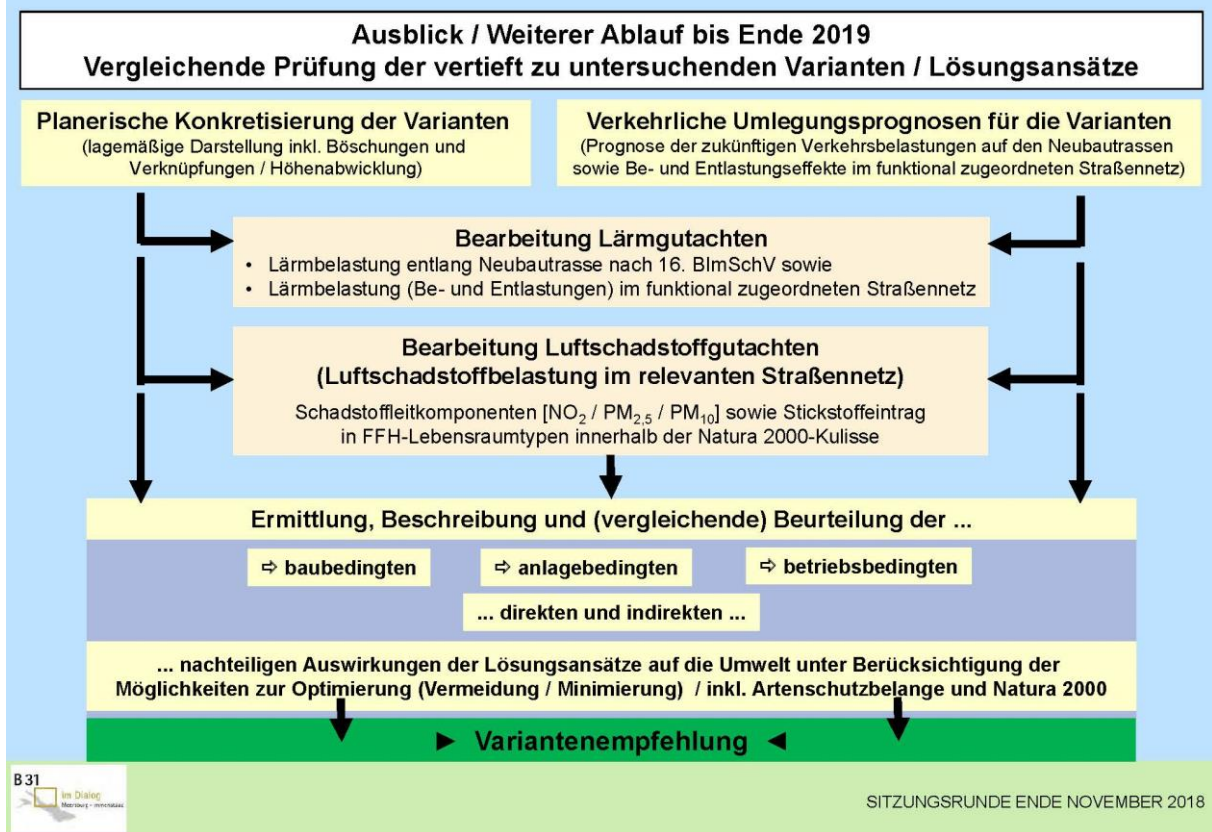 Ausblick / Weiterer Ablauf bis Ende 2019
Vergleichende Prüfung der vertieft zu untersuchenden Varianten / Lösungsansätze
Planerische Konkretisierung der Varianten
(lagemäßige Darstellung inkl. Böschungen und
Verknüpfungen / Höhenabwicklung)
Verkehrliche Umlegungsprognosen für die Varianten
(Prognose der zukünftigen Verkehrsbelastungen auf den Neubautrassen
sowie Be- und Entlastungseffekte im funktional zugeordneten Straßennetz)
Bearbeitung Lärmgutachten
• Lärmbelastung entlang Neubautrasse nach 16. BImSchV sowie
• Lärmbelastung (Be- und Entlastungen) im funktional zugeordneten Straßennetz
Bearbeitung Luftschadstoffgutachten
(Luftschadstoffbelastung im relevanten Straßennetz)
Schadstoffleitkomponenten [NO₂ / PM₂,₅ / PM₁₀] sowie Stickstoffeintrag
in FFH-Lebensraumtypen innerhalb der Natura 2000-Kulisse
Ermittlung, Beschreibung und (vergleichende) Beurteilung der ...
⇨ baubedingten
⇨ anlagebedingten
⇨ betriebsbedingten
... direkten und indirekten ...
... nachteiligen Auswirkungen der Lösungsansätze auf die Umwelt unter Berücksichtigung der
Möglichkeiten zur Optimierung (Vermeidung / Minimierung) / inkl. Artenschutzbelange und Natura 2000
► Variantenempfehlung ◄
B 31
im Dialog
Meersburg - Immenstaad
SITZUNGSRUNDE ENDE NOVEMBER 2018